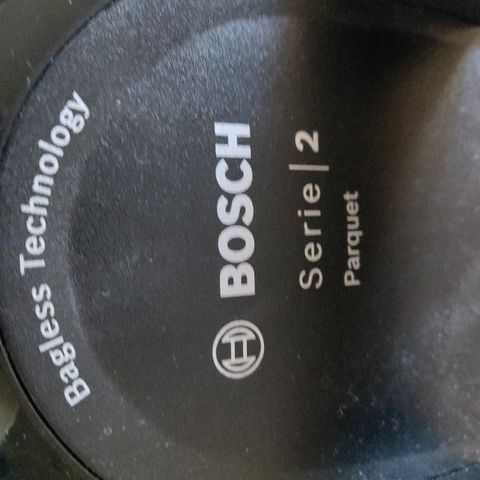 Bagless Technology
BOSCH
Serie | 2
Parquet